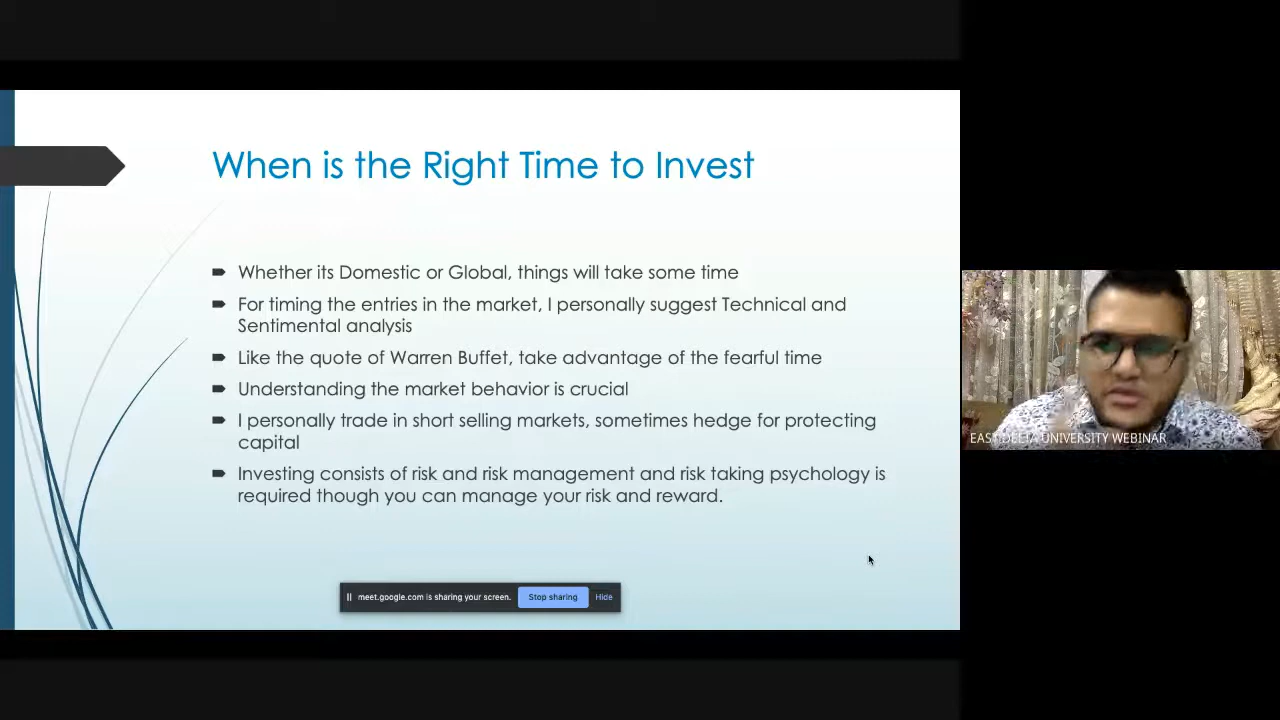 When is the Right Time to Invest
Whether its Domestic or Global, things will take some time
For timing the entries in the market, I personally suggest Technical and
Sentimental analysis
Like the quote of Warren Buffet, take advantage of the fearful time
Understanding the market behavior is crucial
I personally trade in short selling markets, sometimes hedge for protecting
capital
Investing consists of risk and risk management and risk taking psychology is
required though you can manage your risk and reward.
meet.google.com is sharing your screen. Stop sharing Hide
EAST DELTA UNIVERSITY WEBINAR